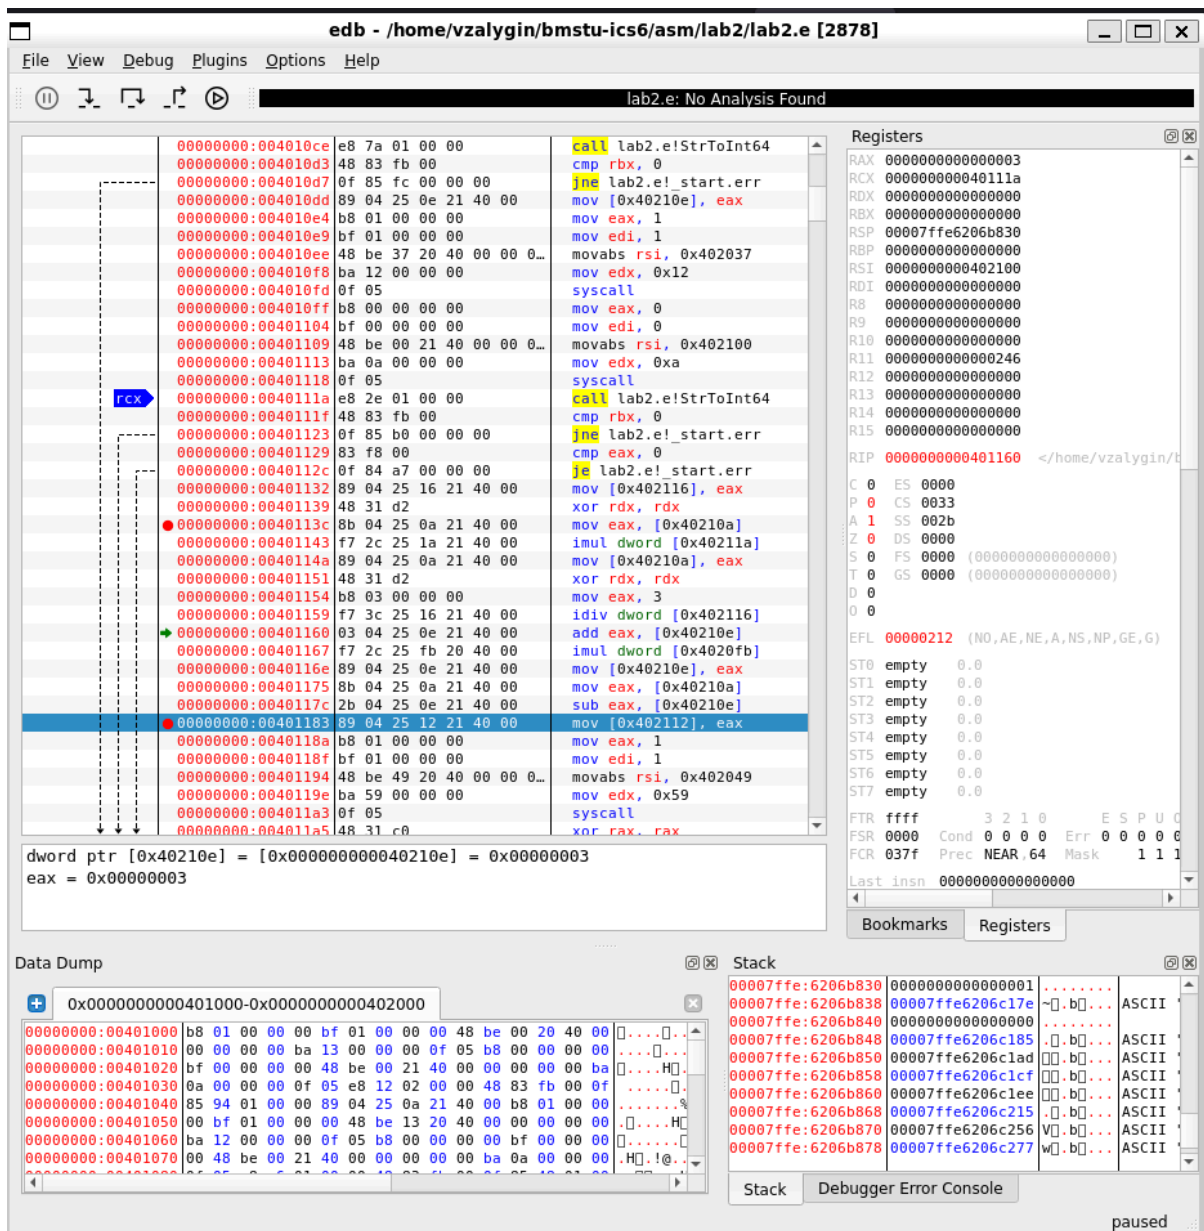 edb - /home/vzalygin/bmstu-ics6/asm/lab2/lab2.e [2878]
File View Debug Plugins Options Help
lab2.e: No Analysis Found
00000000:004010ce e8 7a 01 00 00 call lab2.e!StrToInt64
00000000:004010d3 48 83 fb 00 cmp rbx, 0
00000000:004010d7 0f 85 fc 00 00 00 jne lab2.e!_start.err
00000000:004010dd 89 04 25 0e 21 40 00 mov [0x40210e], eax
00000000:004010e4 b8 01 00 00 00 mov eax, 1
00000000:004010e9 bf 01 00 00 00 mov edi, 1
00000000:004010ee 48 be 37 20 40 00 00 0… movabs rsi, 0x402037
00000000:004010f8 ba 12 00 00 00 mov edx, 0x12
00000000:004010fd 0f 05 syscall
00000000:004010ff b8 00 00 00 00 mov eax, 0
00000000:00401104 bf 00 00 00 00 mov edi, 0
00000000:00401109 48 be 00 21 40 00 00 0… movabs rsi, 0x402100
00000000:00401113 ba 0a 00 00 00 mov edx, 0xa
00000000:00401118 0f 05 syscall
rcx 00000000:0040111a e8 2e 01 00 00 call lab2.e!StrToInt64
00000000:0040111f 48 83 fb 00 cmp rbx, 0
00000000:00401123 0f 85 b0 00 00 00 jne lab2.e!_start.err
00000000:00401129 83 f8 00 cmp eax, 0
00000000:0040112c 0f 84 a7 00 00 00 je lab2.e!_start.err
00000000:00401132 89 04 25 16 21 40 00 mov [0x402116], eax
00000000:00401139 48 31 d2 xor rdx, rdx
00000000:0040113c 8b 04 25 0a 21 40 00 mov eax, [0x40210a]
00000000:00401143 f7 2c 25 1a 21 40 00 imul dword [0x40211a]
00000000:0040114a 89 04 25 0a 21 40 00 mov [0x40210a], eax
00000000:00401151 48 31 d2 xor rdx, rdx
00000000:00401154 b8 03 00 00 00 mov eax, 3
00000000:00401159 f7 3c 25 16 21 40 00 idiv dword [0x402116]
00000000:00401160 03 04 25 0e 21 40 00 add eax, [0x40210e]
00000000:00401167 f7 2c 25 fb 20 40 00 imul dword [0x4020fb]
00000000:0040116e 89 04 25 0e 21 40 00 mov [0x40210e], eax
00000000:00401175 8b 04 25 0a 21 40 00 mov eax, [0x40210a]
00000000:0040117c 2b 04 25 0e 21 40 00 sub eax, [0x40210e]
00000000:00401183 89 04 25 12 21 40 00 mov [0x402112], eax
00000000:0040118a b8 01 00 00 00 mov eax, 1
00000000:0040118f bf 01 00 00 00 mov edi, 1
00000000:00401194 48 be 49 20 40 00 00 0… movabs rsi, 0x402049
00000000:0040119e ba 59 00 00 00 mov edx, 0x59
00000000:004011a3 0f 05 syscall
00000000:004011a5 48 31 c0 xor rax, rax
dword ptr [0x40210e] = [0x000000000040210e] = 0x00000003
eax = 0x00000003
Registers
RAX 0000000000000003
RCX 000000000040111a
RDX 0000000000000000
RBX 0000000000000000
RSP 00007ffe6206b830
RBP 0000000000000000
RSI 0000000000402100
RDI 0000000000000000
R8 0000000000000000
R9 0000000000000000
R10 0000000000000000
R11 0000000000000246
R12 0000000000000000
R13 0000000000000000
R14 0000000000000000
R15 0000000000000000
RIP 0000000000401160 </home/vzalygin/b
C 0 ES 0000
P 0 CS 0033
A 1 SS 002b
Z 0 DS 0000
S 0 FS 0000 (0000000000000000)
T 0 GS 0000 (0000000000000000)
D 0
O 0
EFL 00000212 (NO,AE,NE,A,NS,NP,GE,G)
ST0 empty 0.0
ST1 empty 0.0
ST2 empty 0.0
ST3 empty 0.0
ST4 empty 0.0
ST5 empty 0.0
ST6 empty 0.0
ST7 empty 0.0
FTR ffff 3 2 1 0 E S P U O
FSR 0000 Cond 0 0 0 0 Err 0 0 0 0 0
FCR 037f Prec NEAR,64 Mask 1 1 1
Last insn 0000000000000000
Bookmarks Registers
Data Dump
0x0000000000401000-0x0000000000402000
00000000:00401000 b8 01 00 00 00 bf 01 00 00 00 48 be 00 20 40 00
00000000:00401010 00 00 00 00 ba 13 00 00 00 0f 05 b8 00 00 00 00
00000000:00401020 bf 00 00 00 00 48 be 00 21 40 00 00 00 00 00 ba
00000000:00401030 0a 00 00 00 0f 05 e8 12 02 00 00 48 83 fb 00 0f
00000000:00401040 85 94 01 00 00 89 04 25 0a 21 40 00 b8 01 00 00
00000000:00401050 00 bf 01 00 00 00 48 be 13 20 40 00 00 00 00 00
00000000:00401060 ba 12 00 00 00 0f 05 b8 00 00 00 00 bf 00 00 00
00000000:00401070 00 48 be 00 21 40 00 00 00 00 00 ba 0a 00 00 00
Stack
00007ffe:6206b830 0000000000000001 ........
00007ffe:6206b838 00007ffe6206c17e ASCII "
00007ffe:6206b840 0000000000000000 ........
00007ffe:6206b848 00007ffe6206c185 ASCII "
00007ffe:6206b850 00007ffe6206c1ad ASCII "
00007ffe:6206b858 00007ffe6206c1cf ASCII "
00007ffe:6206b860 00007ffe6206c1ee ASCII "
00007ffe:6206b868 00007ffe6206c215 ASCII "
00007ffe:6206b870 00007ffe6206c256 ASCII "
00007ffe:6206b878 00007ffe6206c277 ASCII "
Stack Debugger Error Console
paused